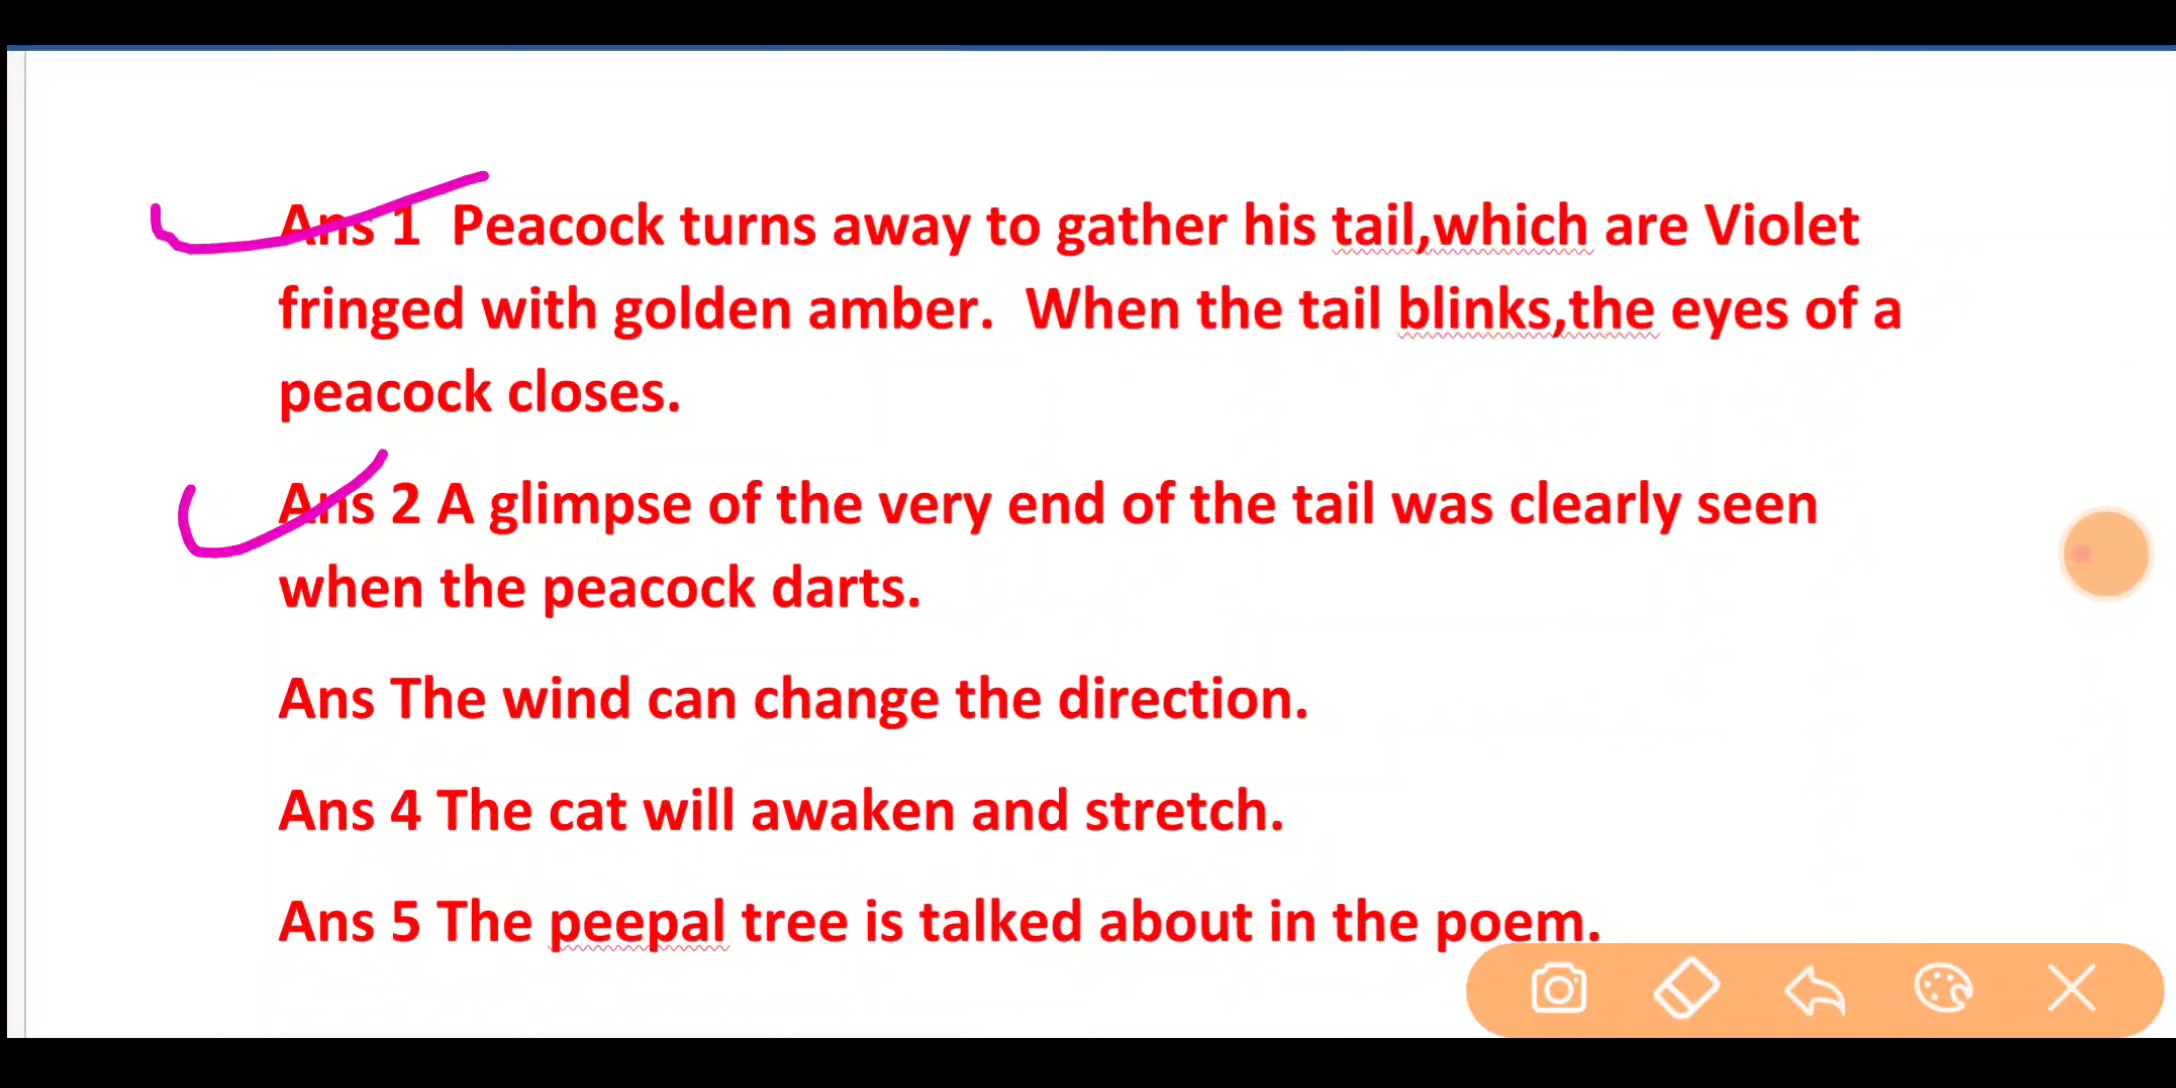 Ans 1  Peacock turns away to gather his tail,which are Violet
fringed with golden amber.  When the tail blinks,the eyes of a
peacock closes.
Ans 2 A glimpse of the very end of the tail was clearly seen
when the peacock darts.
Ans The wind can change the direction.
Ans 4 The cat will awaken and stretch.
Ans 5 The peepal tree is talked about in the poem.